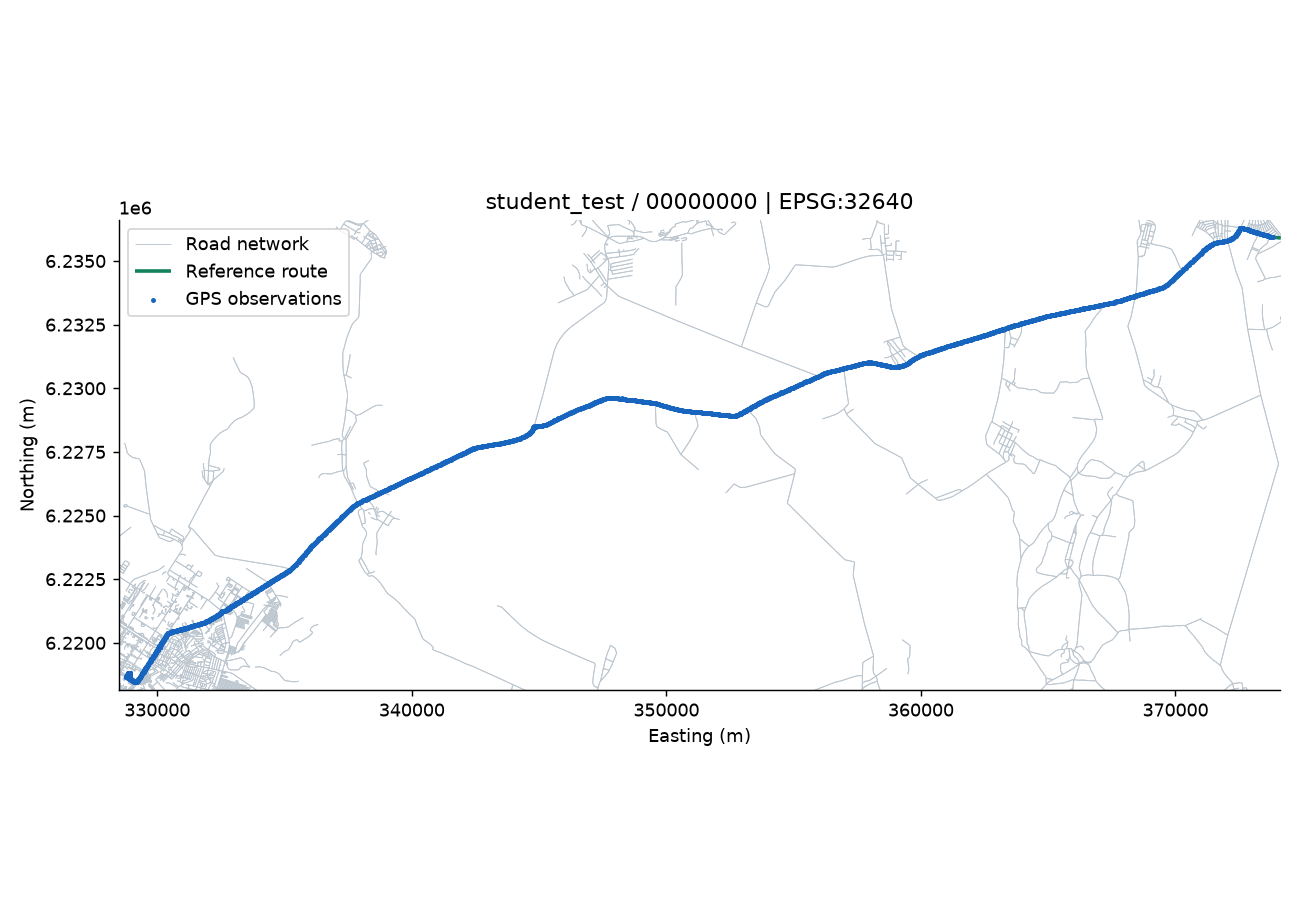 student_test / 00000000 | EPSG:32640
1e6
Road network
Reference route
GPS observations
6.2350
6.2325
6.2300
6.2275
6.2250
6.2225
6.2200
Northing (m)
330000 340000 350000 360000 370000
Easting (m)